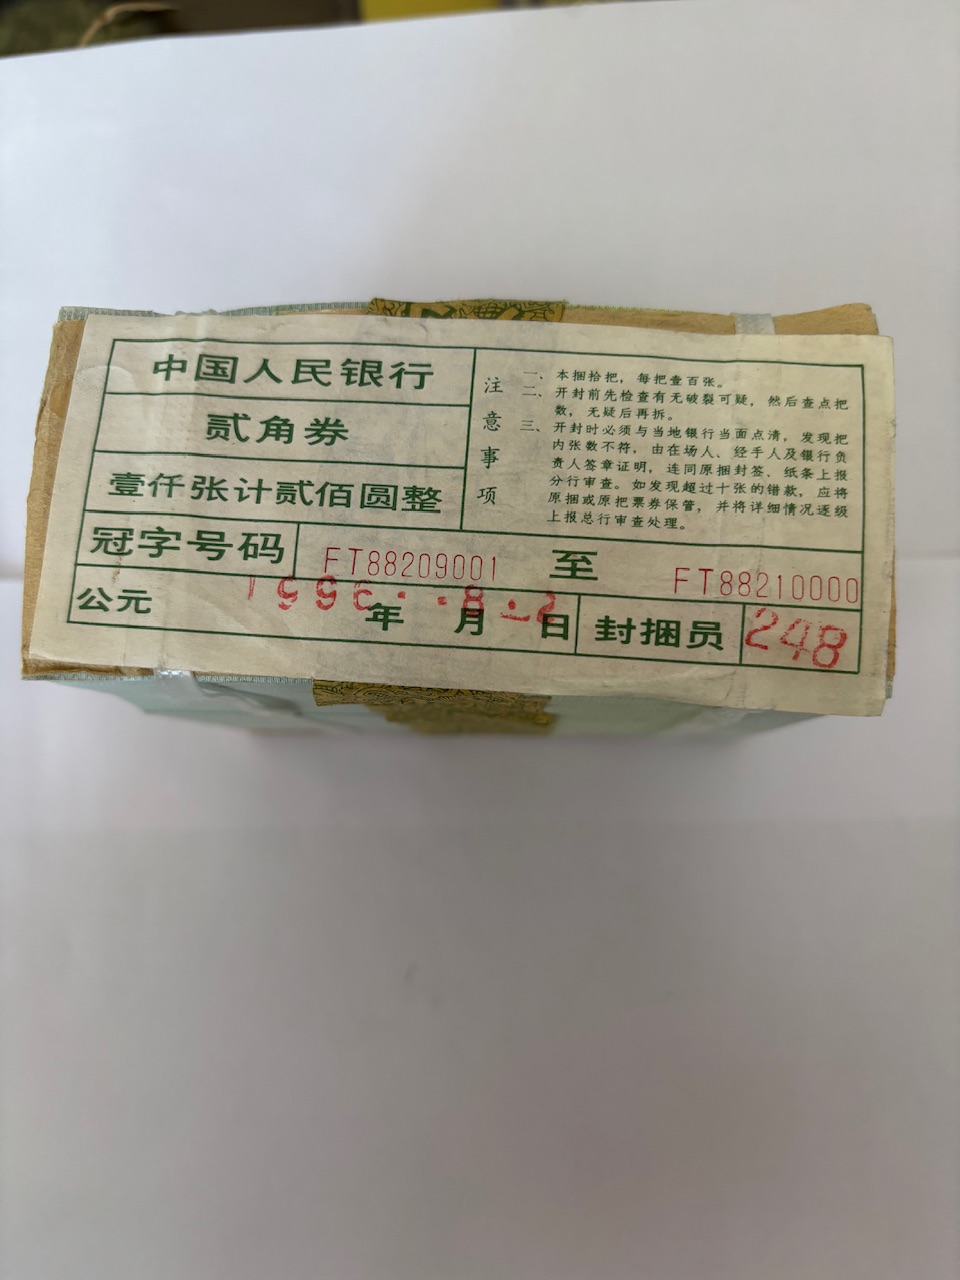 中国人民银行
贰角券
壹仟张计贰佰圆整
注意事项
一、本捆拾把，每把壹百张。
二、开封前先检查有无破裂可疑，然后查点把
数，无疑后再拆。
三、开封时必须与当地银行当面点清，发现把
内张数不符，由在场人、经手人及银行负
责人签章证明，连同原捆封签、纸条上报
分行审查。如发现超过十张的错款，应将
原捆或原把票券保管，并将详细情况逐级
上报总行审查处理。
冠字号码 FT88209001 至 FT88210000
公元 1996年 8月 2日 封捆员 248